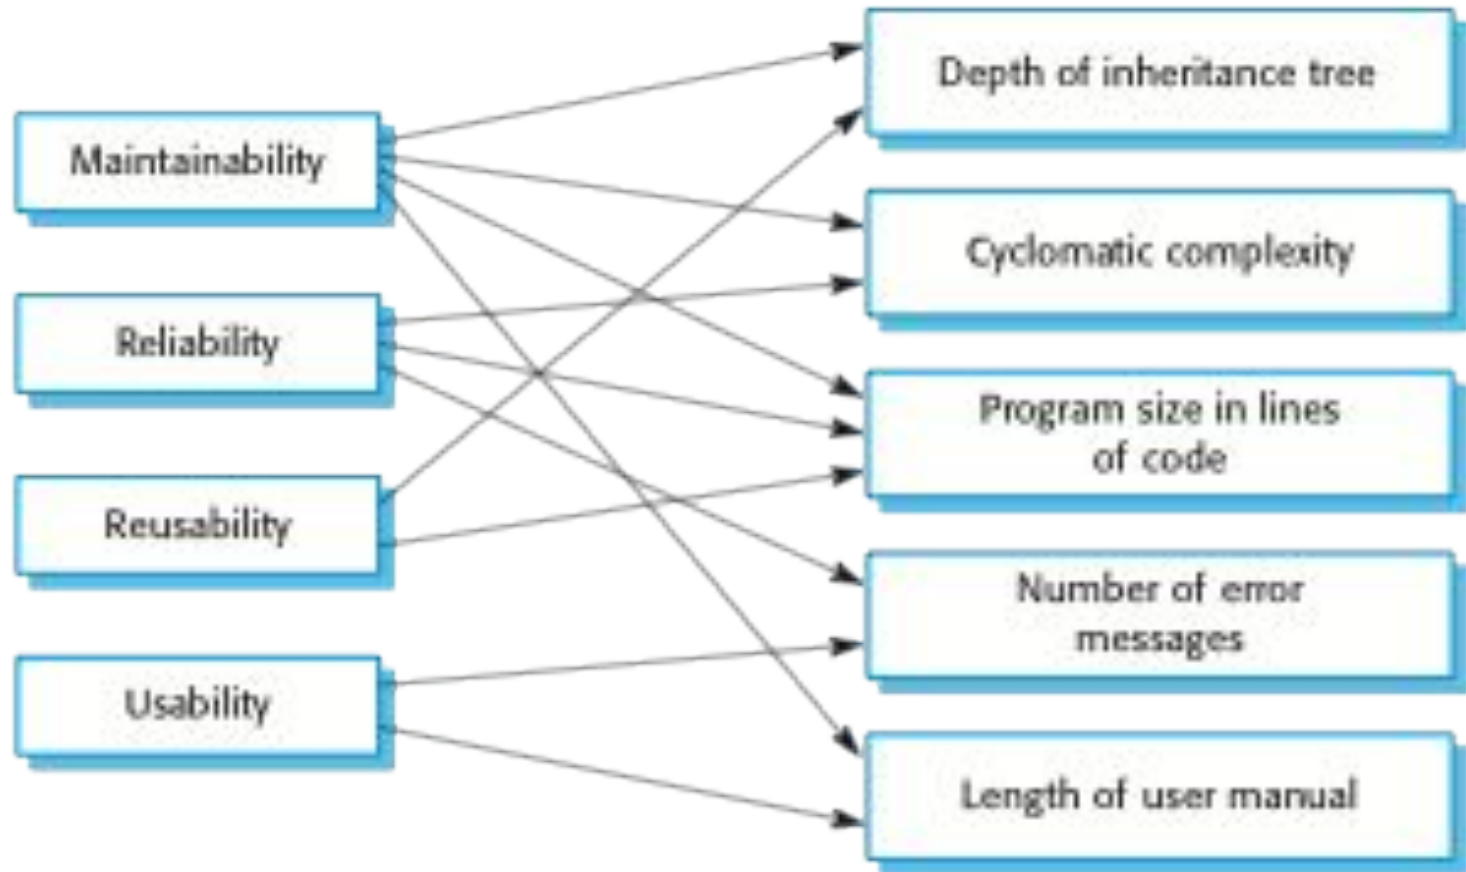 Maintainability
Reliability
Reusability
Usability
Depth of inheritance tree
Cyclomatic complexity
Program size in lines
of code
Number of error
messages
Length of user manual